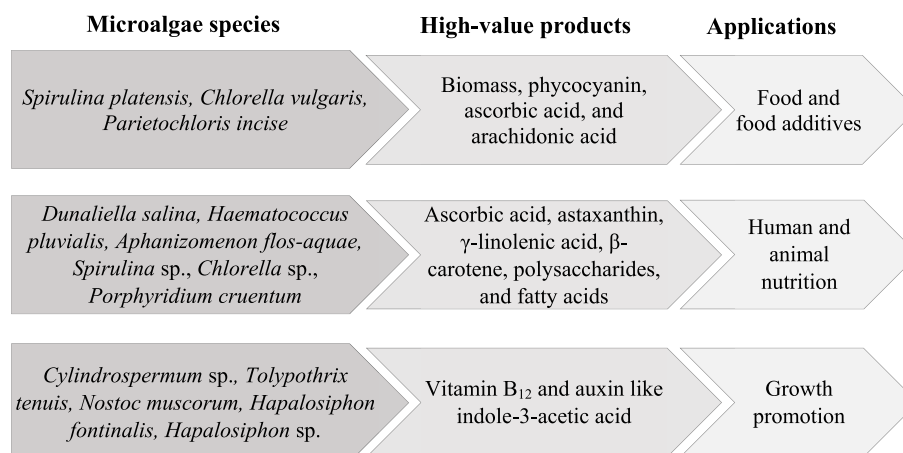 Microalgae species
High-value products
Applications
Spirulina platensis, Chlorella vulgaris,
Parietochloris incise
Biomass, phycocyanin,
ascorbic acid, and
arachidonic acid
Food and
food additives
Dunaliella salina, Haematococcus
pluvialis, Aphanizomenon flos-aquae,
Spirulina sp., Chlorella sp.,
Porphyridium cruentum
Ascorbic acid, astaxanthin,
γ-linolenic acid, β-
carotene, polysaccharides,
and fatty acids
Human and
animal
nutrition
Cylindrospermum sp., Tolypothrix
tenuis, Nostoc muscorum, Hapalosiphon
fontinalis, Hapalosiphon sp.
Vitamin B₁₂ and auxin like
indole-3-acetic acid
Growth
promotion